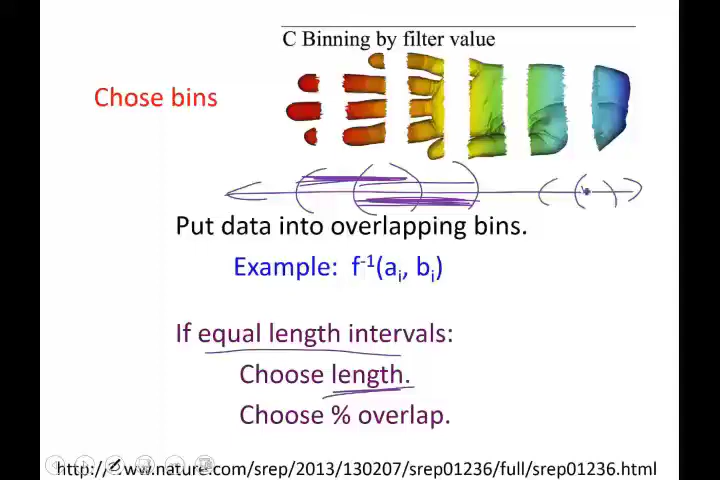 C Binning by filter value
Chose bins
Put data into overlapping bins.
Example: f⁻¹(aᵢ, bᵢ)
If equal length intervals:
Choose length.
Choose % overlap.
http://www.nature.com/srep/2013/130207/srep01236/full/srep01236.html